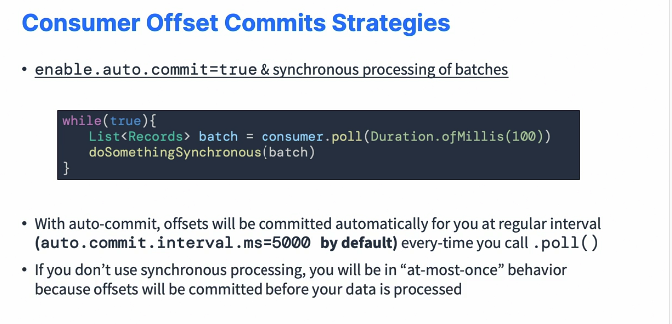 Consumer Offset Commits Strategies
• enable.auto.commit=true & synchronous processing of batches
while(true){
    List<Records> batch = consumer.poll(Duration.ofMillis(100))
    doSomethingSynchronous(batch)
}
• With auto-commit, offsets will be committed automatically for you at regular interval
(auto.commit.interval.ms=5000 by default) every-time you call .poll()
• If you don't use synchronous processing, you will be in “at-most-once” behavior
because offsets will be committed before your data is processed